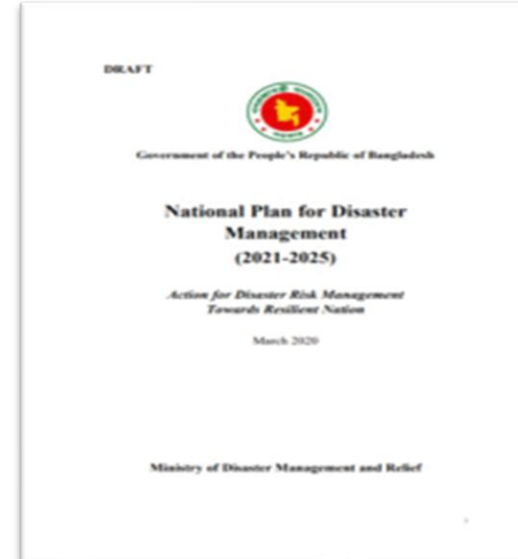 DRAFT
Government of the People's Republic of Bangladesh
National Plan for Disaster
Management
(2021-2025)
Action for Disaster Risk Management
Towards Resilient Nation
March 2020
Ministry of Disaster Management and Relief